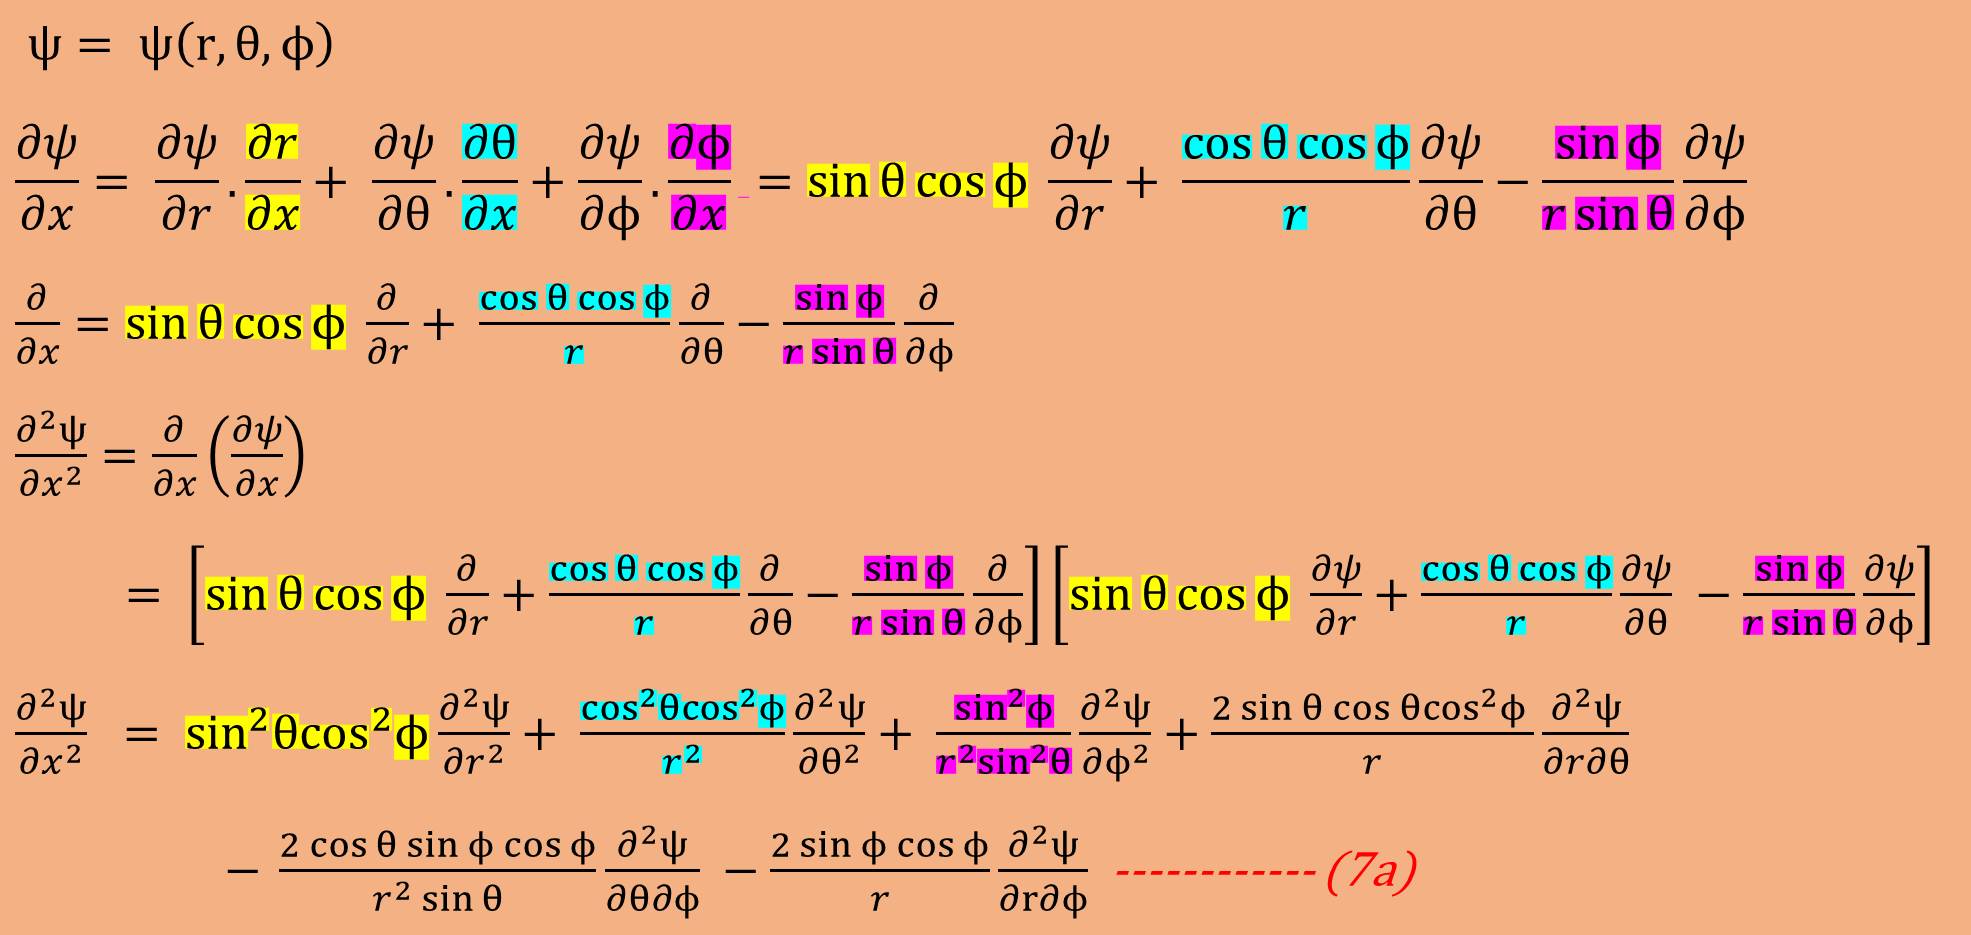 ψ = ψ(r, θ, ϕ)
∂ψ/∂x = ∂ψ/∂r . ∂r/∂x + ∂ψ/∂θ . ∂θ/∂x + ∂ψ/∂ϕ . ∂ϕ/∂x = sin θ cos ϕ ∂ψ/∂r + (cos θ cos ϕ)/r ∂ψ/∂θ − (sin ϕ)/(r sin θ) ∂ψ/∂ϕ
∂/∂x = sin θ cos ϕ ∂/∂r + (cos θ cos ϕ)/r ∂/∂θ − (sin ϕ)/(r sin θ) ∂/∂ϕ
∂²ψ/∂x² = ∂/∂x (∂ψ/∂x)
= [sin θ cos ϕ ∂/∂r + (cos θ cos ϕ)/r ∂/∂θ − (sin ϕ)/(r sin θ) ∂/∂ϕ] [sin θ cos ϕ ∂ψ/∂r + (cos θ cos ϕ)/r ∂ψ/∂θ − (sin ϕ)/(r sin θ) ∂ψ/∂ϕ]
∂²ψ/∂x² = sin²θcos²ϕ ∂²ψ/∂r² + (cos²θcos²ϕ)/r² ∂²ψ/∂θ² + (sin²ϕ)/(r²sin²θ) ∂²ψ/∂ϕ² + (2 sin θ cos θcos²ϕ)/r ∂²ψ/∂r∂θ
− (2 cos θ sin ϕ cos ϕ)/(r² sin θ) ∂²ψ/∂θ∂ϕ − (2 sin ϕ cos ϕ)/r ∂²ψ/∂r∂ϕ ------------ (7a)